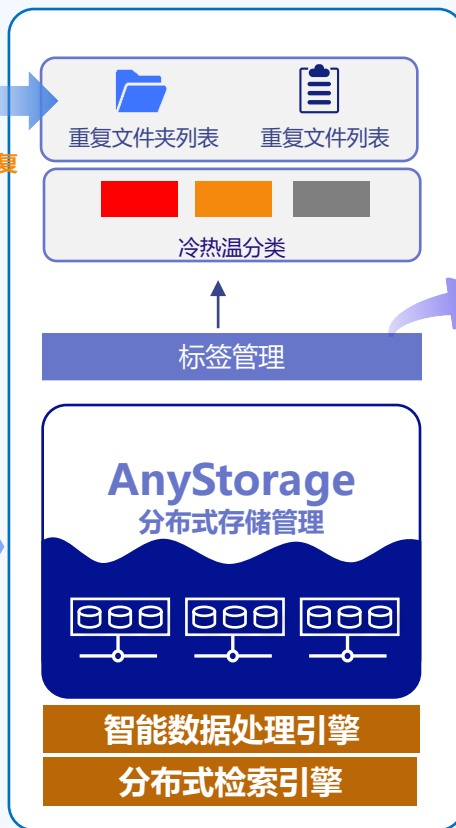 重复文件夹列表 重复文件列表
复
冷热温分类
标签管理
AnyStorage
分布式存储管理
智能数据处理引擎
分布式检索引擎